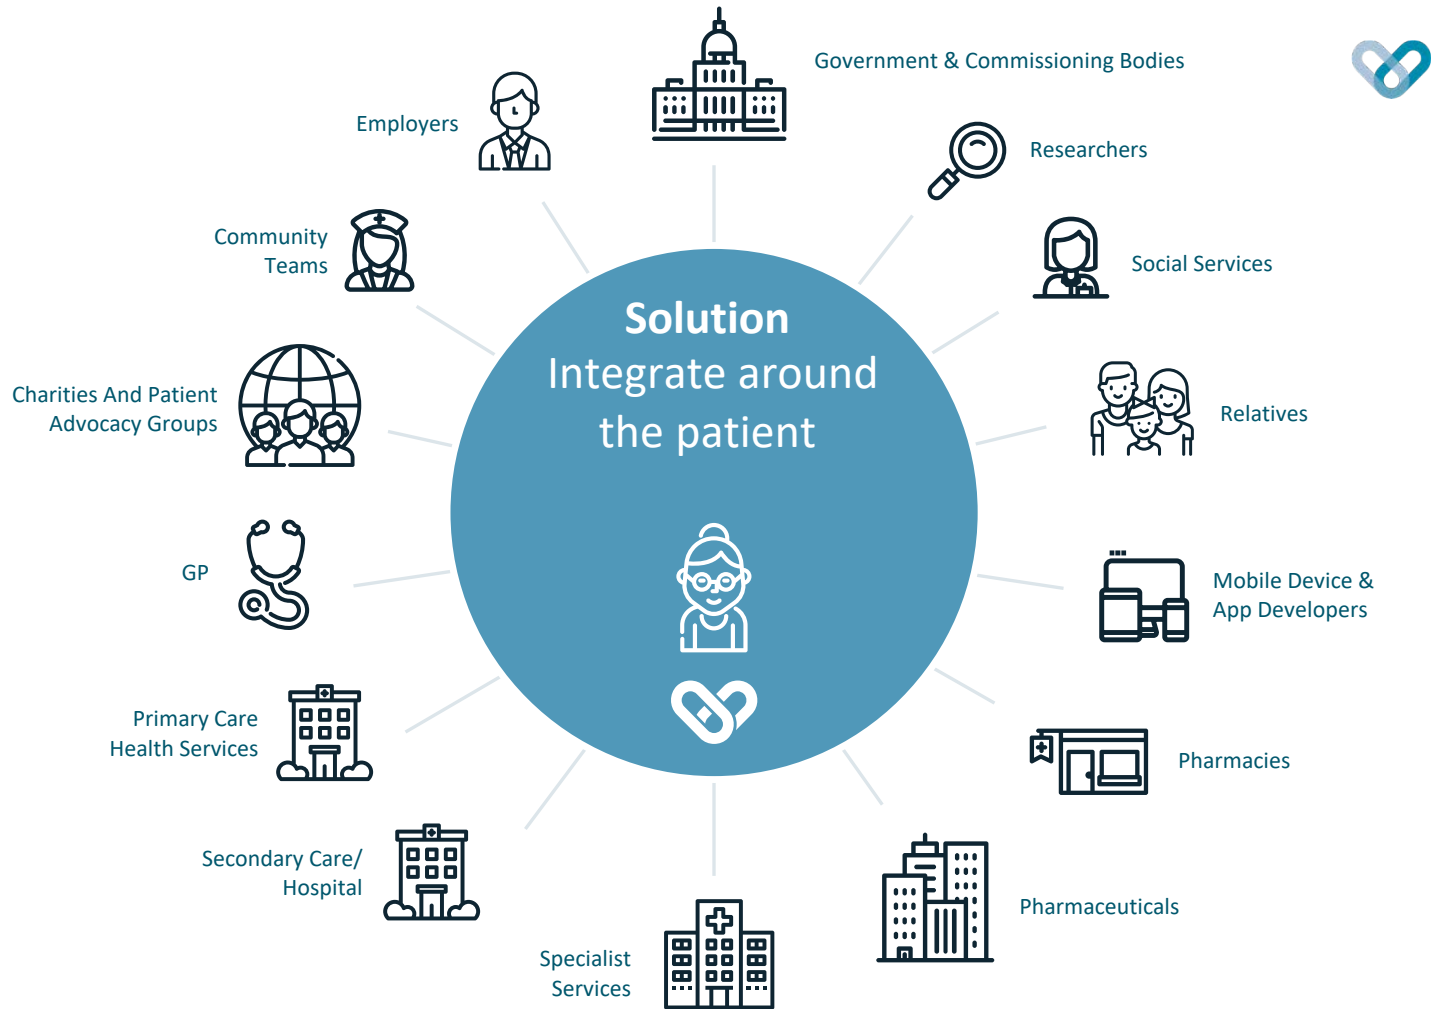 Government & Commissioning Bodies
Employers
Researchers
Community
Teams
Social Services
Solution
Integrate around
the patient
Charities And Patient
Advocacy Groups
Relatives
GP
Mobile Device &
App Developers
Primary Care
Health Services
Pharmacies
Secondary Care/
Hospital
Pharmaceuticals
Specialist
Services